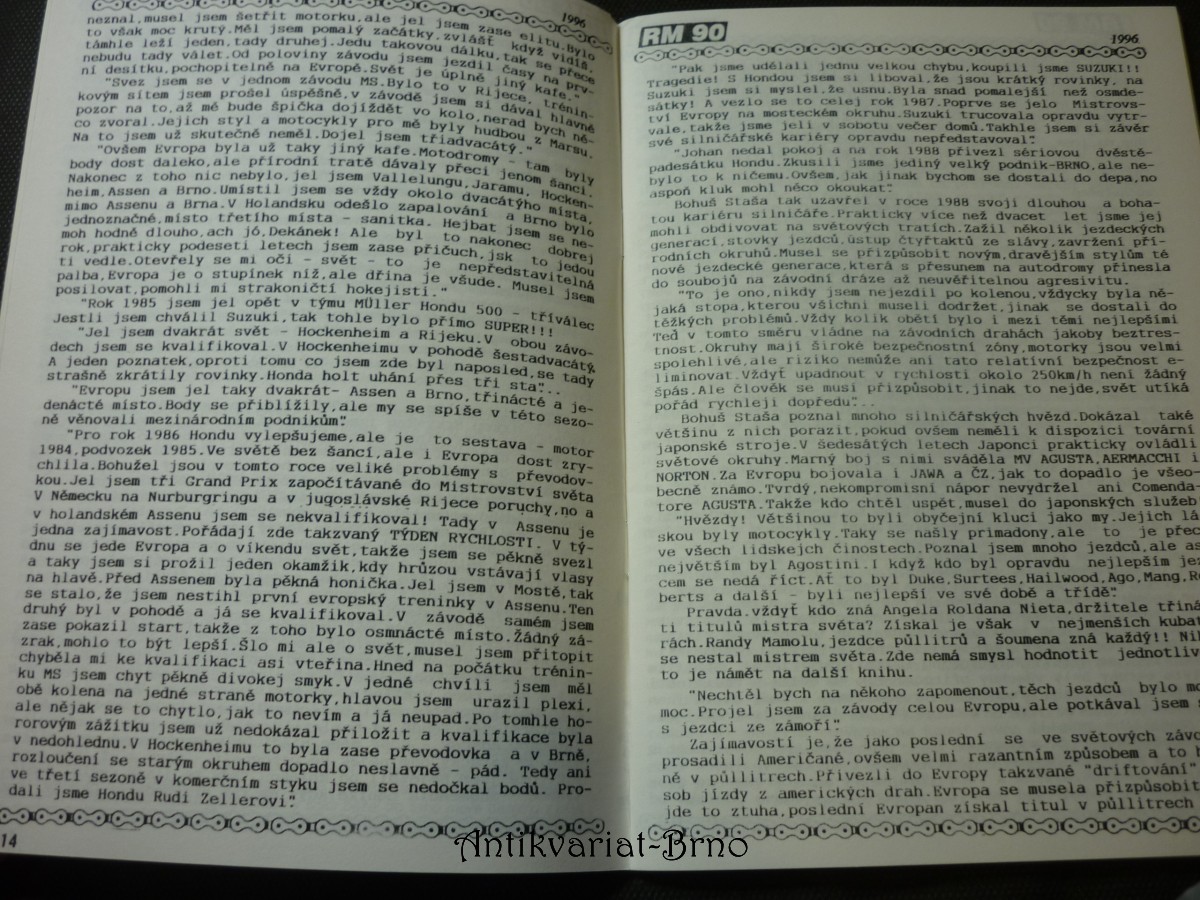 1996
neznal,musel jsem šetřit motorku,ale jel jsem zase elitu.Bylo
to však moc krutý.Měl jsem pomalý začátky,zvlášť když vidíš,
támhle leží jeden,tady druhej.Jedu takovou dálku,tak se přece
nebudu tady válet.Od poloviny závodu jsem jezdil časy na prv-
ní desítku,pochopitelně na Evropě.Svět je úplně jiný kafe."
"Svez jsem se v jednom závodu MS.Bylo to v Rijece, trénin-
kovým sítem jsem prošel úspěšně,v závodě jsem si dával hlavně
pozor na to,až mě bude špička dojíždět vo kolo,nerad bych ně-
co zvoral.Jejich styl a motocykly pro mě byly hudbou z Marsu.
Na to jsem už skutečně neměl.Dojel jsem třiadvacátý."
"Ovšem Evropa byla už taky jiný kafe.Motodromy - tam byly
body dost daleko,ale přírodní tratě dávaly přeci jenom šanci.
Nakonec z toho nic nebylo,jel jsem Vallelungu,Jaramu, Hocken-
heim,Assen a Brno.Umístil jsem se vždy okolo dvacátýho místa,
mimo Assenu a Brna.V Holandsku odešlo zapalování a Brno bylo
jednoznačné,místo třetího místa - sanitka. Hejbat jsem se ne-
moh hodně dlouho,ach jó,Dekánek! Ale byl to nakonec dobrej
rok,prakticky podeseti letech jsem zase přičuch,jsk to jedou
ti vedle.Otevřely se mi oči - svět - to je nepředstavitelná
palba,Evropa je o stupínek níž,ale dřina je všude. Musel jsem
posilovat,pomohli mi strakoničtí hokejisti."
"Rok 1985 jsem jel opět v týmu MÜller Hondu 500 - tříválec
Jestli jsem chválil Suzuki,tak tohle bylo přímo SUPER!!!
"Jel jsem dvakrát svět - Hockenheim a Rijeku.V obou závo-
dech jsem se kvalifikoval.V Hockenheimu v pohodě šestadvacátý.
A jeden poznatek,oproti tomu co jsem zde byl naposled,se tady
strašně zkrátily rovinky.Honda holt uhání přes tři sta"...
"Evropu jsem jel taky dvakrát- Assen a Brno,třinácté a je-
denácté místo.Body se přiblížily,ale my se spíše v této sezo-
ně věnovali mezinárodním podnikům".
"Pro rok 1986 Hondu vylepšujeme,ale je to sestava - motor
1984,podvozek 1985.Ve světě bez šancí,ale i Evropa dost zry-
chlila.Bohužel jsou v tomto roce veliké problémy s převodov-
kou.Jel jsem tři Grand Prix započítávané do Mistrovství světa
V Německu na Nurburgringu a v jugoslávské Rijece poruchy,no a
v holandském Assenu jsem se nekvalifikoval! Tady v Assenu je
jedna zajímavost.Pořádají zde takzvaný TÝDEN RYCHLOSTI. V tý-
dnu se jede Evropa a o víkendu svět,takže jsem se pěkně svezl
a taky jsem si prožil jeden okamžik,kdy hrůzou vstávají vlasy
na hlavě.Před Assenem byla pěkná honička.Jel jsem v Mostě,tak
se stalo,že jsem nestihl první evropský treninky v Assenu.Ten
druhý byl v pohodě a já se kvalifikoval.V závodě samém jsem
zase pokazil start,takže z toho bylo osmnácté místo.Žádný zá-
zrak,mohlo to být lepší.Šlo mi ale o svět,musel jsem přitopit
chyběla mi ke kvalifikaci asi vteřina.Hned na počátku trénin-
ku MS jsem chyt pěkně divokej smyk.V jedné chvíli jsem měl
obě kolena na jedné straně motorky,hlavou jsem urazil plexi,
ale nějak se to chytlo,jak to nevím a já neupad.Po tomhle ho-
rorovým zážitku jsem už nedokázal přiložit a kvalifikace byla
v nedohlednu.V Hockenheimu to byla zase převodovka a v Brně,
rozloučení se starým okruhem dopadlo neslavně - pád. Tedy ani
ve třetí sezoně v komerčním styku jsem se nedočkal bodů. Pro-
dali jsme Hondu Rudi Zellerovi".
14
RM 90
1996
"Pak jsme udělali jednu velkou chybu,koupili jsme SUZUKI!!
Tragedie! S Hondou jsem si liboval,že jsou krátký rovinky, na
Suzuki jsem si myslel,že usnu.Byla snad pomalejší než osmde-
sátky! A vezlo se to celej rok 1987.Poprve se jelo Mistrovs-
tví Evropy na mosteckém okruhu.Suzuki trucovala opravdu vytr-
vale,takže jsme jeli v sobotu večer domů.Takhle jsem si závěr
své silničářské kariéry opravdu nepředstavoval".
"Johan nedal pokoj a na rok 1988 přivezl sériovou dvěstě-
padesátku Hondu.Zkusili jsme jediný velký podnik-BRNO,ale ne-
bylo to k ničemu.Ovšem,jak jinak bychom se dostali do depa,no
aspoň kluk mohl něco okoukat".
Bohuš Staša tak uzavřel v roce 1988 svoji dlouhou a boha-
tou kariéru silničáře.Prakticky více než dvacet let jsme jej
mohli obdivovat na světových tratích.Zažil několik jezdeckých
generací,stovky jezdců,ústup čtyřtaktů ze slávy,zavržení pří-
rodních okruhů.Musel se přizpůsobit novým,dravějším stylům té
nové jezdecké generace,která s přesunem na autodromy přinesla
do soubojů na závodní dráze až neuvěřitelnou agresivitu.
"To je ono,nikdy jsem nejezdil po kolenou,vždycky byla ně-
jaká stopa,kterou všichni museli dodržet,jinak se dostali do
těžkých problémů.Vždy kolik obětí bylo i mezi těmi nejlepšími
Teď v tomto směru vládne na závodních drahách jakoby beztres-
tnost.Okruhy mají široké bezpečnostní zóny,motorky jsou velmi
spolehlivé,ale riziko nemůže ani tato relativní bezpečnost e-
liminovat.Vždyť upadnout v rychlosti okolo 250km/h není žádný
špás.Ale člověk se musí přizpůsobit,jinak to nejde,svět utíká
pořád rychleji dopředu"...
Bohuš Staša poznal mnoho silničářských hvězd.Dokázal také
většinu z nich porazit,pokud ovšem neměli k dispozici tovární
japonské stroje.V šedesátých letech Japonci prakticky ovládli
světové okruhy.Marný boj s nimi sváděla MV AGUSTA,AERMACCHI i
NORTON.Za Evropu bojovala i JAWA a ČZ,jak to dopadlo je všeo-
becně známo.Tvrdý,nekompromisní nápor nevydržel ani Comenda-
tore AGUSTA.Takže kdo chtěl uspět,musel do japonských služeb
"Hvězdy! Většinou to byli obyčejní kluci jako my.Jejich lá-
skou byly motocykly.Taky se našly primadony,ale to je přec
ve všech lidskejch činostech.Poznal jsem mnoho jezdců,ale as
největším byl Agostini.I když kdo byl opravdu nejlepším jez
cem se nedá říct.Ať to byl Duke,Surtees,Hailwood,Ago,Mang,R
berts a další - byli nejlepší ve své době a třídě".
Pravda.vždyť kdo zná Angela Roldana Nieta,držitele třiná
ti titulů mistra světa? Získal je však v nejmenších kubat
rách.Randy Mamolu,jezdce půllitrů a šoumena zná každý!! Ni
se nestal mistrem světa.Zde nemá smysl hodnotit jednotliv
to je námět na další knihu.
"Nechtěl bych na někoho zapomenout,těch jezdců bylo mo
moc.Projel jsem za závody celou Evropu,ale potkával jsem s
s jezdci ze zámoří".
Zajímavostí je,že jako poslední se ve světových závo
prosadili Američané,ovšem velmi razantním způsobem a to h
ně v půllitrech.Přivezli do Evropy takzvané "driftování"
sob jízdy z amerických drah.Evropa se musela přizpůsobit
jde to ztuha,poslední Evropan získal titul v půllitrech
Antikvariat-Brno